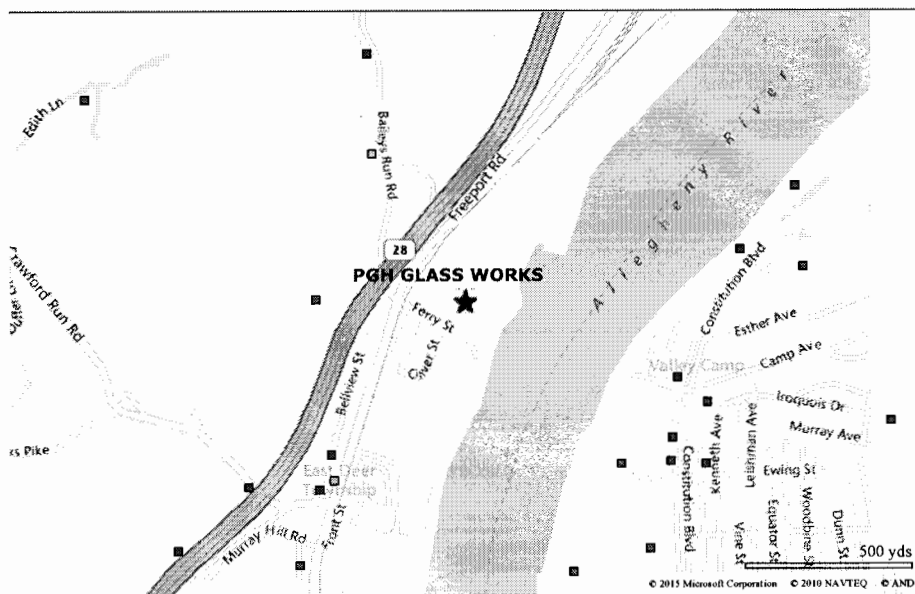 Edith Ln
Baileys Run Rd
Freeport Rd
Allegheny River
28
PGH GLASS WORKS
Crawford Run Rd
Ferry St
Oliver St
Bellview St
Constitution Blvd
Esther Ave
Valley Camp
Camp Ave
Iroquois Dr
Murray Ave
Leishman Ave
Kenneth Ave
Constitution Blvd
Ewing St
East Deer
Township
Front St
Murray Hill Rd
Vine St
Equator St
Woodbine St
Dunn St
500 yds
© 2015 Microsoft Corporation © 2010 NAVTEQ © AND